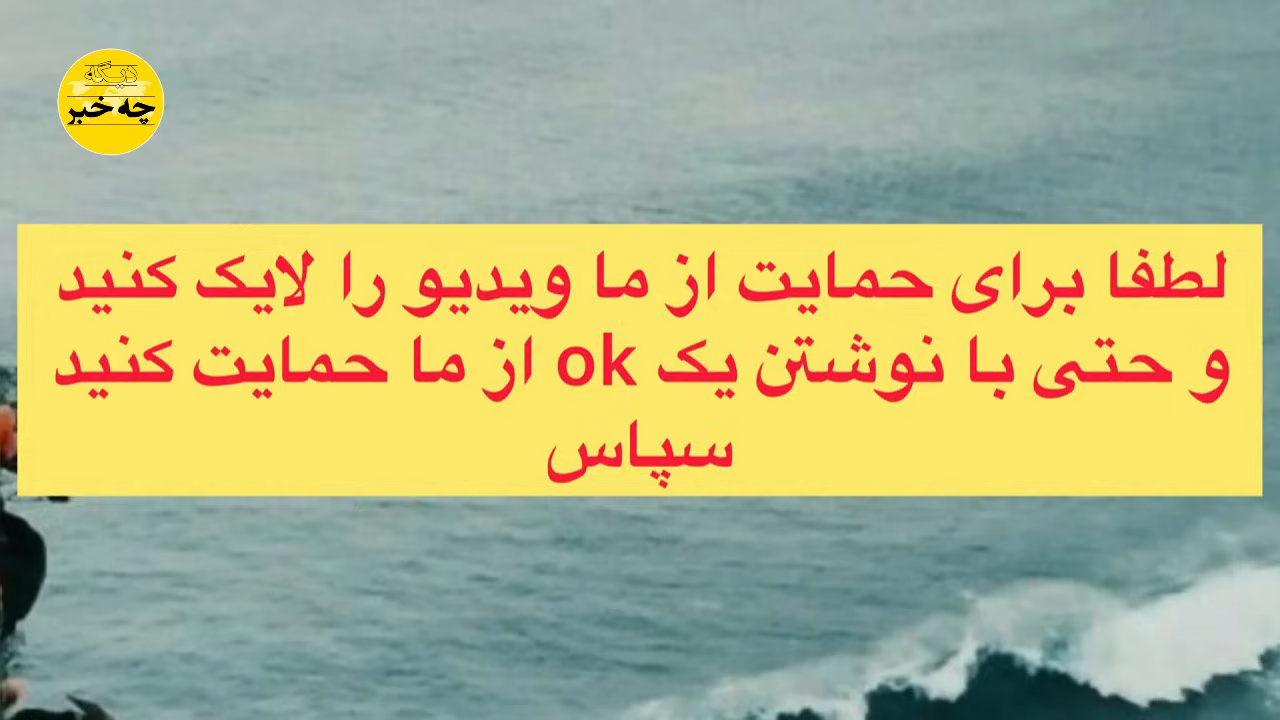 دیگه
چه خبر
لطفا برای حمایت از ما ویدیو را لایک کنید
و حتی با نوشتن یک ok از ما حمایت کنید
سپاس